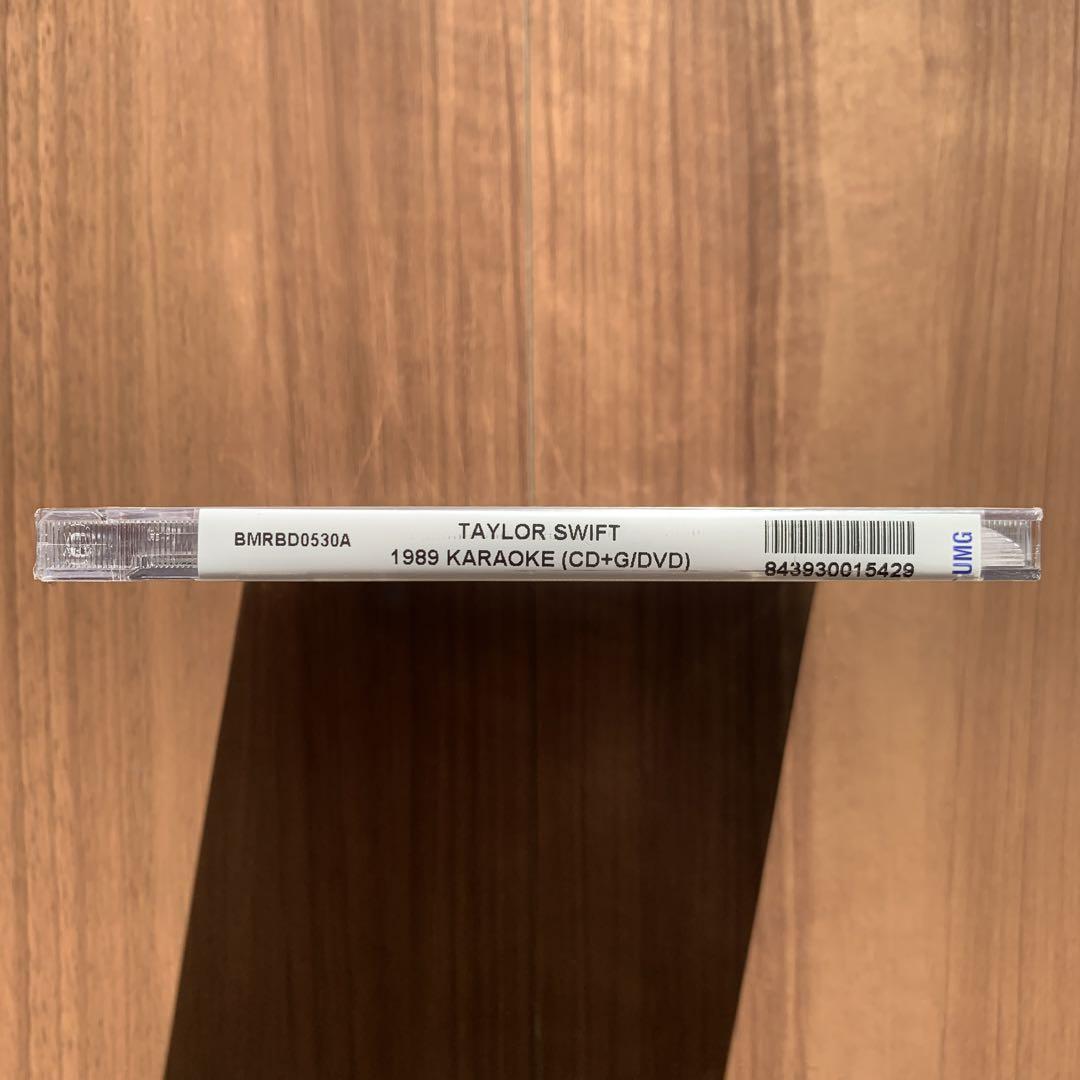 BMRBD0530A
TAYLOR SWIFT
1989 KARAOKE (CD+G/DVD)
843930015429
UMG